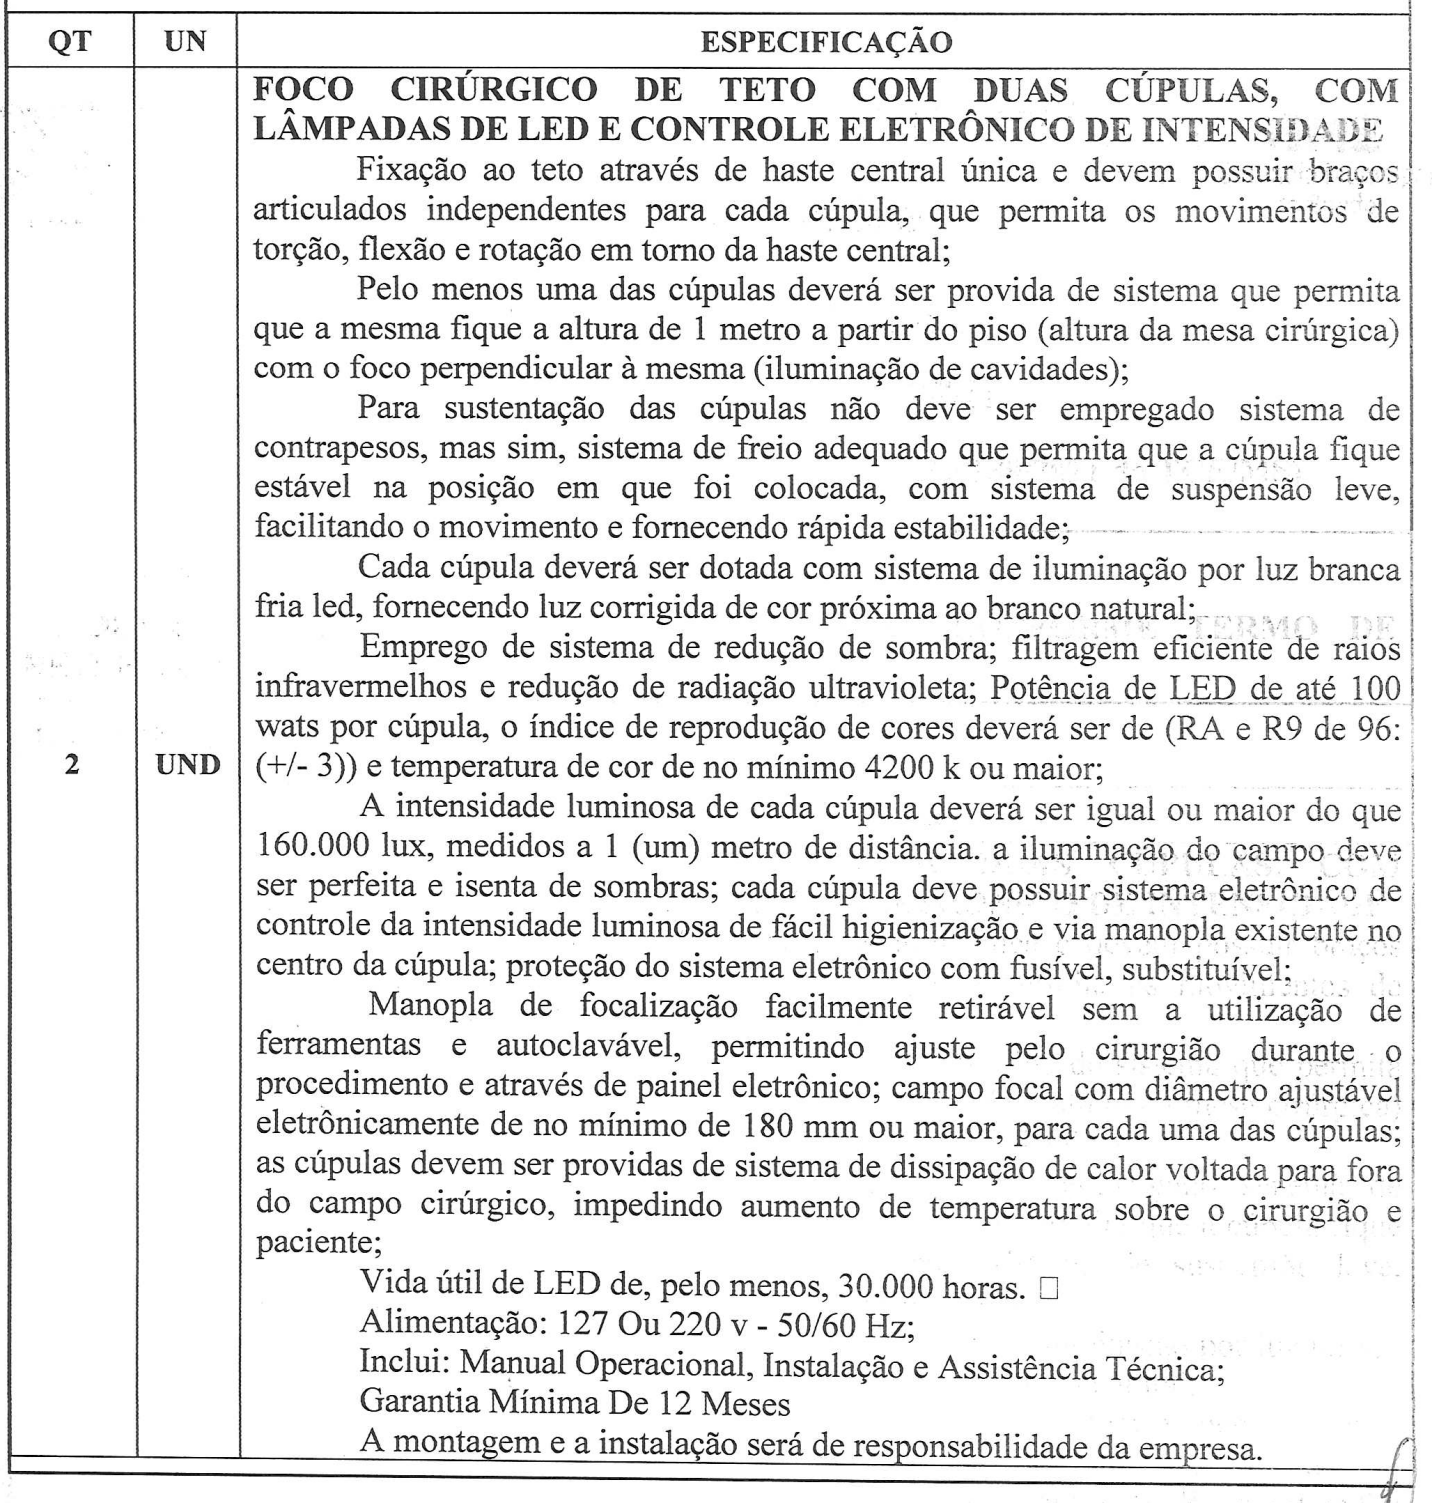 QT UN ESPECIFICAÇÃO
FOCO CIRÚRGICO DE TETO COM DUAS CÚPULAS, COM
LÂMPADAS DE LED E CONTROLE ELETRÔNICO DE INTENSIDADE
Fixação ao teto através de haste central única e devem possuir braços
articulados independentes para cada cúpula, que permita os movimentos de
torção, flexão e rotação em torno da haste central;
Pelo menos uma das cúpulas deverá ser provida de sistema que permita
que a mesma fique a altura de 1 metro a partir do piso (altura da mesa cirúrgica)
com o foco perpendicular à mesma (iluminação de cavidades);
Para sustentação das cúpulas não deve ser empregado sistema de
contrapesos, mas sim, sistema de freio adequado que permita que a cúpula fique
estável na posição em que foi colocada, com sistema de suspensão leve,
facilitando o movimento e fornecendo rápida estabilidade;
Cada cúpula deverá ser dotada com sistema de iluminação por luz branca
fria led, fornecendo luz corrigida de cor próxima ao branco natural;
Emprego de sistema de redução de sombra; filtragem eficiente de raios
infravermelhos e redução de radiação ultravioleta; Potência de LED de até 100
wats por cúpula, o índice de reprodução de cores deverá ser de (RA e R9 de 96:
2 UND (+/- 3)) e temperatura de cor de no mínimo 4200 k ou maior;
A intensidade luminosa de cada cúpula deverá ser igual ou maior do que
160.000 lux, medidos a 1 (um) metro de distância. a iluminação do campo deve
ser perfeita e isenta de sombras; cada cúpula deve possuir sistema eletrônico de
controle da intensidade luminosa de fácil higienização e via manopla existente no
centro da cúpula; proteção do sistema eletrônico com fusível, substituível;
Manopla de focalização facilmente retirável sem a utilização de
ferramentas e autoclavável, permitindo ajuste pelo cirurgião durante o
procedimento e através de painel eletrônico; campo focal com diâmetro ajustável
eletrônicamente de no mínimo de 180 mm ou maior, para cada uma das cúpulas;
as cúpulas devem ser providas de sistema de dissipação de calor voltada para fora
do campo cirúrgico, impedindo aumento de temperatura sobre o cirurgião e
paciente;
Vida útil de LED de, pelo menos, 30.000 horas. □
Alimentação: 127 Ou 220 v - 50/60 Hz;
Inclui: Manual Operacional, Instalação e Assistência Técnica;
Garantia Mínima De 12 Meses
A montagem e a instalação será de responsabilidade da empresa.